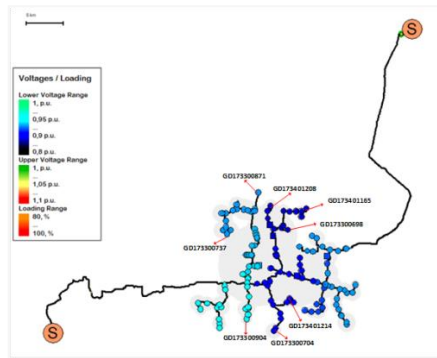 S
Voltages / Loading
Lower Voltage Range
1, p.u.
...
0,95 p.u.
...
0,9 p.u.
...
0,8 p.u.
Upper Voltage Range
1, p.u.
...
1,05 p.u.
...
1,1 p.u.
Loading Range
80, %
...
100, %
GD173300871
GD173401208
GD173401165
GD173300698
GD173300737
GD173300904
GD173401214
GD173300704
S